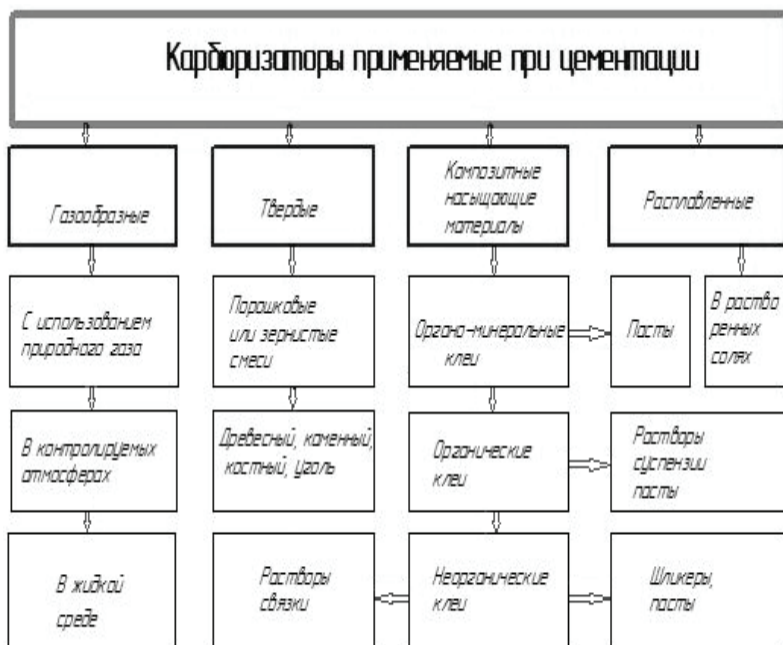 Карбюризаторы применяемые при цементации
Газообразные
Твердые
Композитные
насыщающие
материалы
Расплавленные
С использованием
природного газа
Порошковые
или зернистые
смеси
Органо-минеральные
клеи
Пасты
В раство
ренных
солях
В контролируемых
атмосферах
Древесный, каменный,
костный, уголь
Органические
клеи
Растворы
суспензии
пасты
В жидкой
среде
Растворы
связки
Неорганические
клеи
Шликеры,
пасты